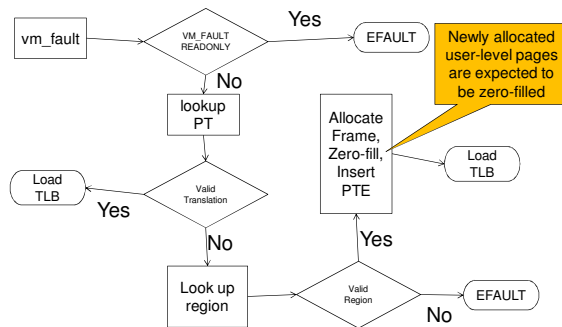 vm_fault
VM_FAULT
READONLY
Yes
EFAULT
Newly allocated
user-level pages
are expected to
be zero-filled
No
lookup
PT
Allocate
Frame,
Zero-fill,
Insert
PTE
Load
TLB
Load
TLB
Yes
Valid
Translation
No
Yes
Look up
region
Valid
Region
No
EFAULT